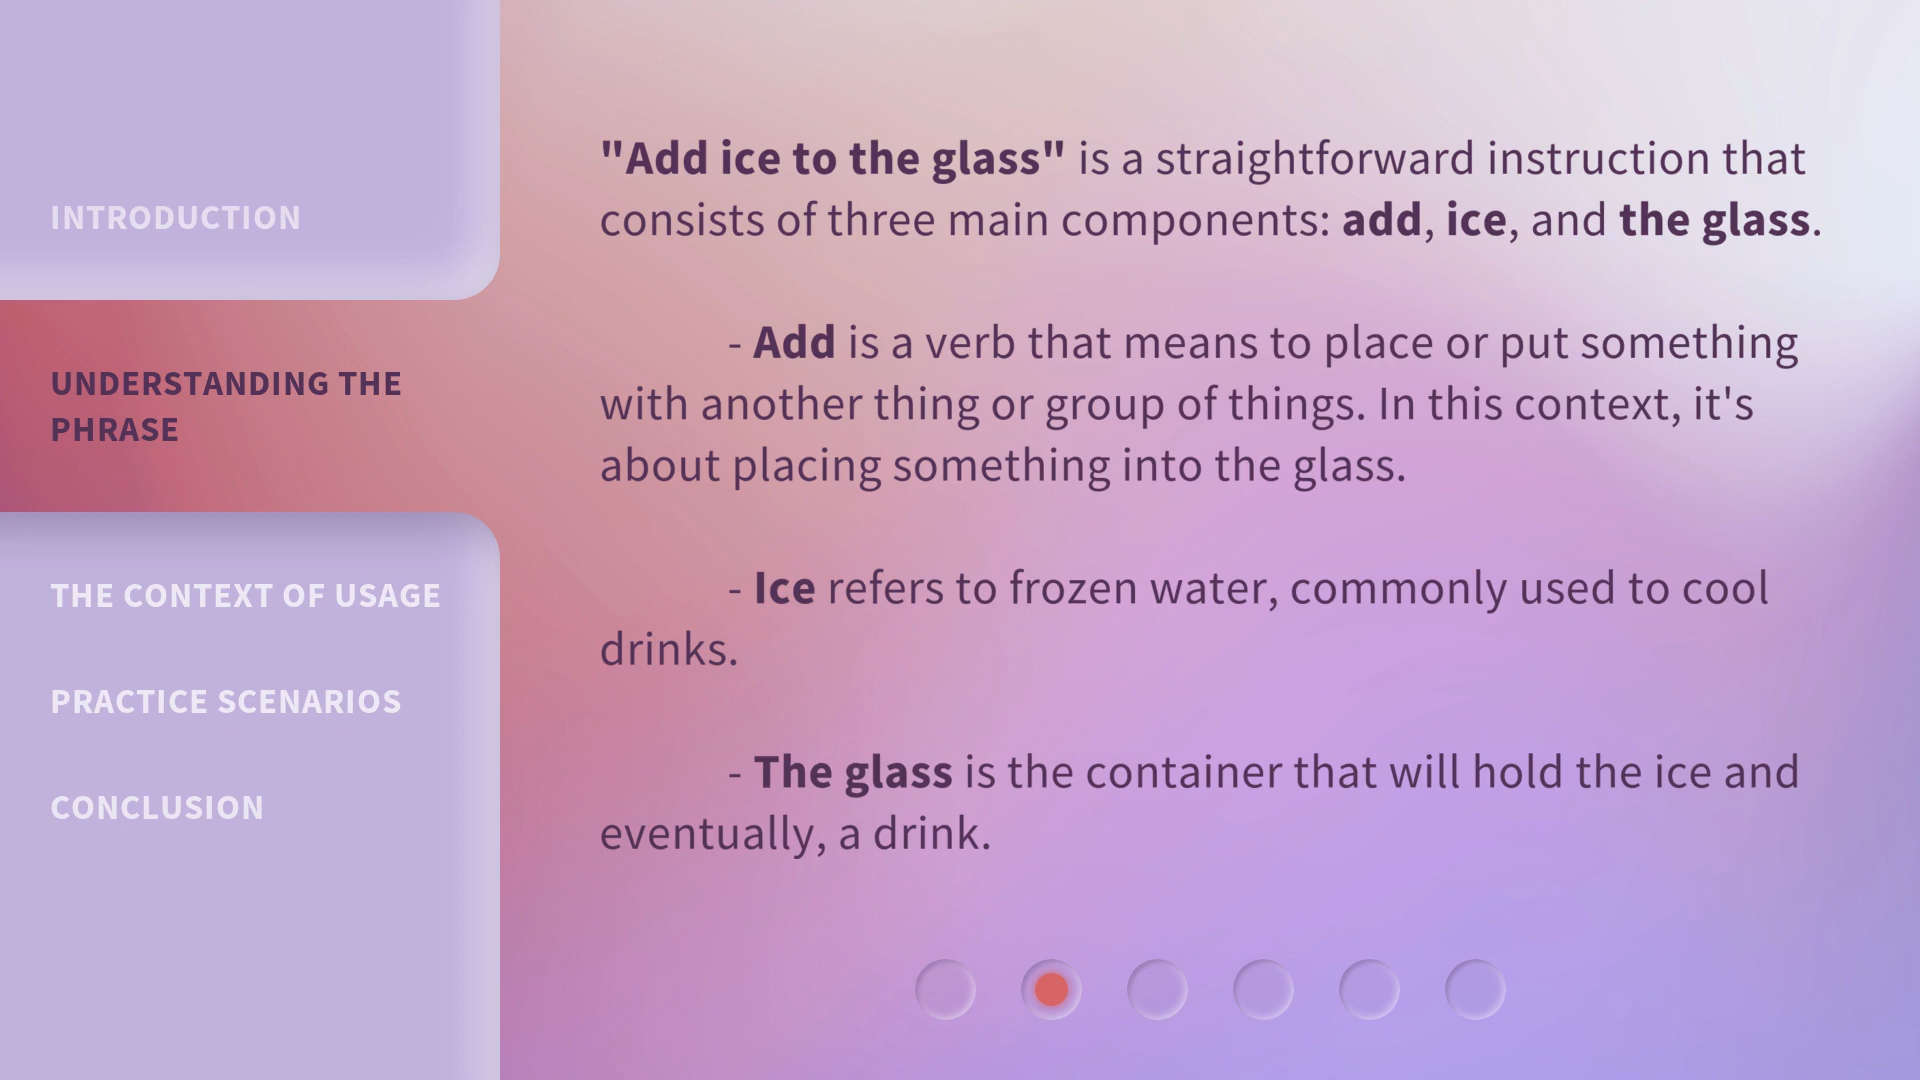 INTRODUCTION
UNDERSTANDING THE
PHRASE
THE CONTEXT OF USAGE
PRACTICE SCENARIOS
CONCLUSION
"Add ice to the glass" is a straightforward instruction that
consists of three main components: add, ice, and the glass.
- Add is a verb that means to place or put something
with another thing or group of things. In this context, it's
about placing something into the glass.
- Ice refers to frozen water, commonly used to cool
drinks.
- The glass is the container that will hold the ice and
eventually, a drink.